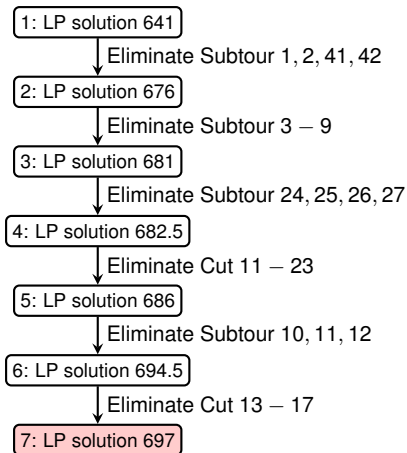 1: LP solution 641
Eliminate Subtour 1, 2, 41, 42
2: LP solution 676
Eliminate Subtour 3 − 9
3: LP solution 681
Eliminate Subtour 24, 25, 26, 27
4: LP solution 682.5
Eliminate Cut 11 − 23
5: LP solution 686
Eliminate Subtour 10, 11, 12
6: LP solution 694.5
Eliminate Cut 13 − 17
7: LP solution 697